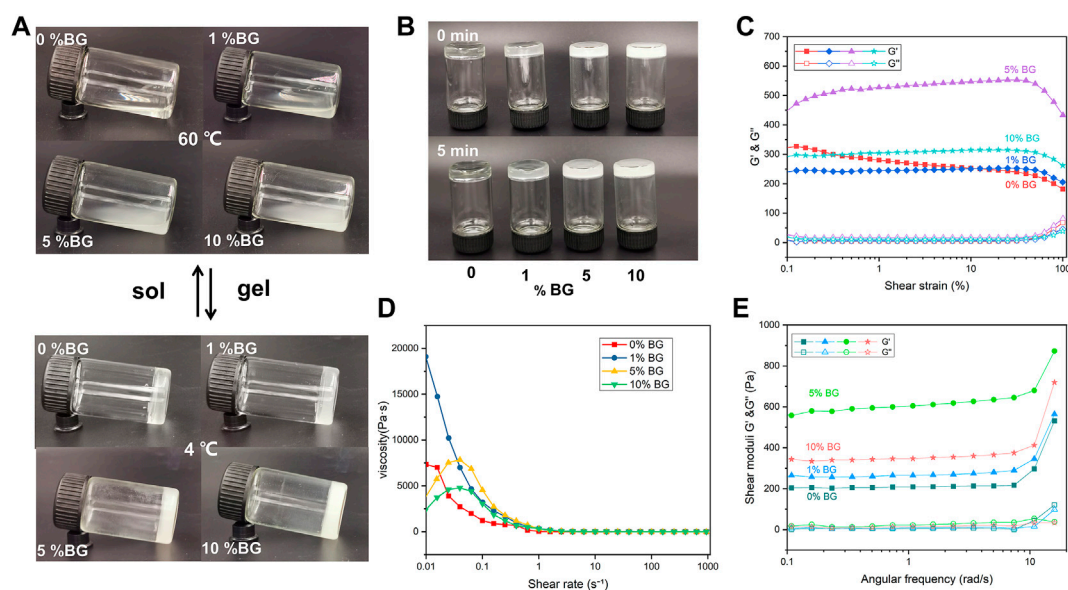 A
0 %BG
1 %BG
60 ℃
5 %BG
10 %BG
sol
gel
0 %BG
1 %BG
4 ℃
5 %BG
10 %BG
B
0 min
5 min
0
1
5
10
% BG
C
700
600
500
400
300
200
100
0
G' & G''
G'
G''
5% BG
10% BG
1% BG
0% BG
0.1
1
10
100
Shear strain (%)
D
20000
15000
10000
5000
0
viscosity(Pa·s)
0% BG
1% BG
5% BG
10% BG
0.01
0.1
1
10
100
1000
Shear rate (s⁻¹)
E
1000
800
600
400
200
0
Shear moduli G' &G'' (Pa)
G'
G''
5% BG
10% BG
1% BG
0% BG
0.1
1
10
Angular frequency (rad/s)